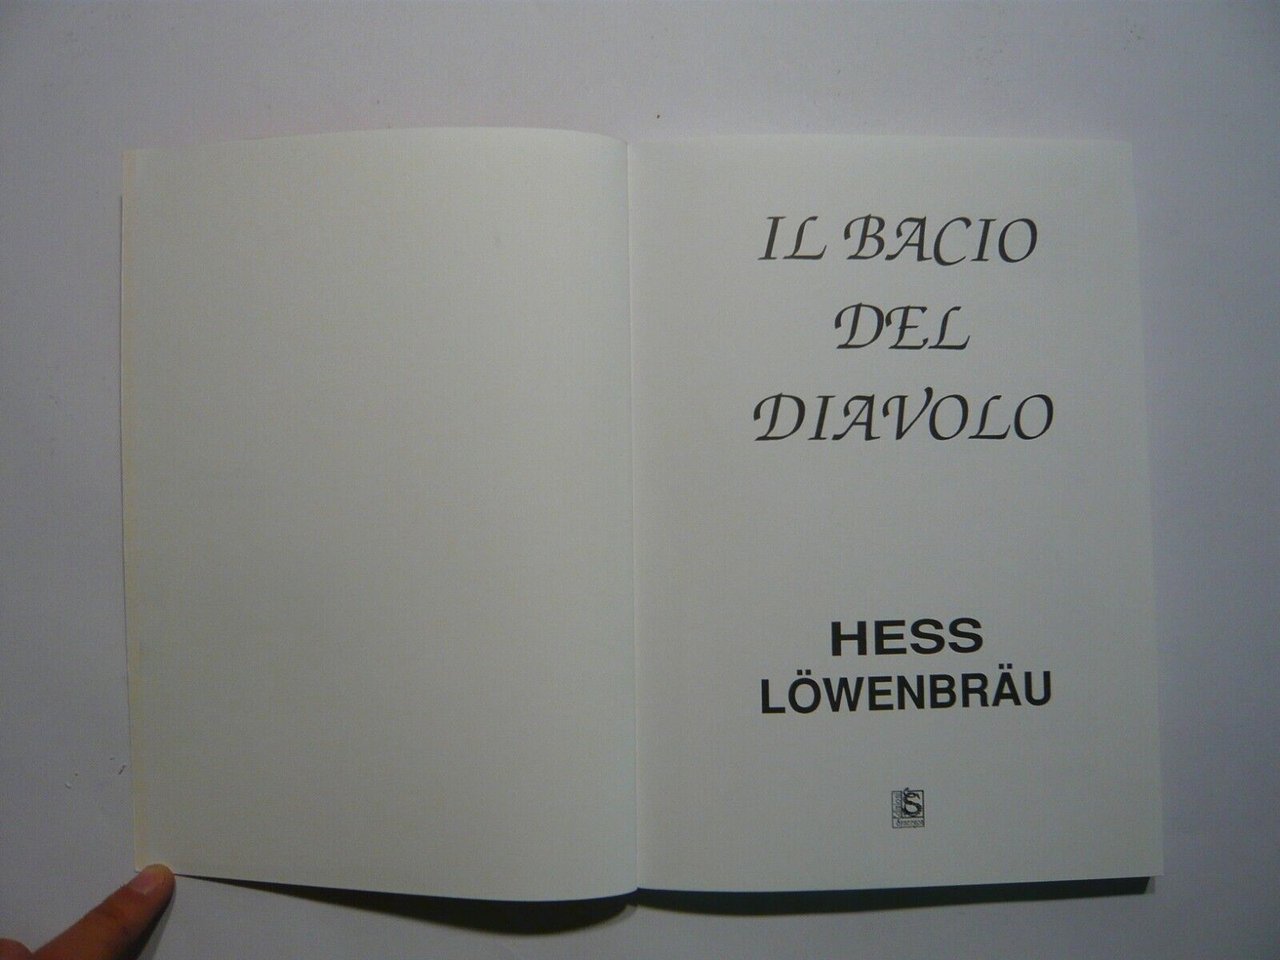 IL BACIO
DEL
DIAVOLO
HESS
LÖWENBRÄU